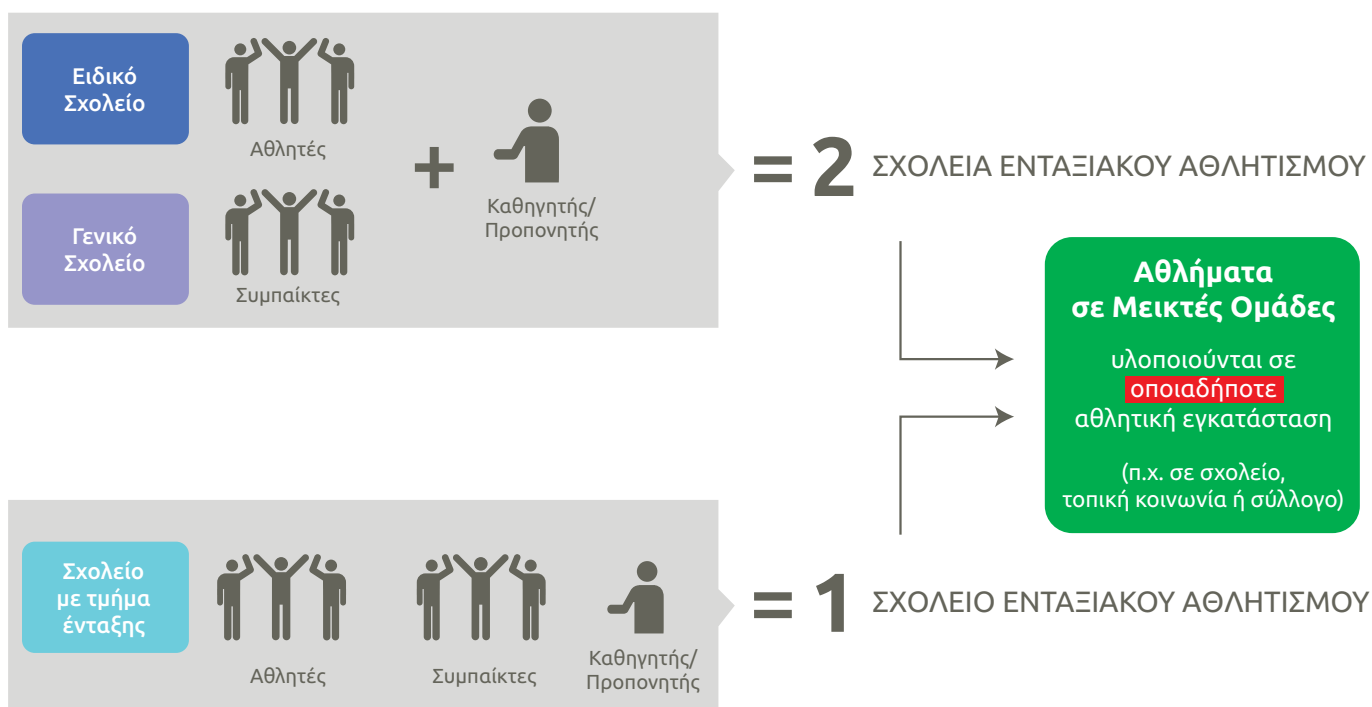 Ειδικό
Σχολείο
Αθλητές
Γενικό
Σχολείο
Συμπαίκτες
+
Καθηγητής/
Προπονητής
= 2 ΣΧΟΛΕΙΑ ΕΝΤΑΞΙΑΚΟΥ ΑΘΛΗΤΙΣΜΟΥ
Αθλήματα
σε Μεικτές Ομάδες
υλοποιούνται σε
οποιαδήποτε
αθλητική εγκατάσταση
(π.χ. σε σχολείο,
τοπική κοινωνία ή σύλλογο)
Σχολείο
με τμήμα
ένταξης
Αθλητές
Συμπαίκτες
Καθηγητής/
Προπονητής
= 1 ΣΧΟΛΕΙΟ ΕΝΤΑΞΙΑΚΟΥ ΑΘΛΗΤΙΣΜΟΥ